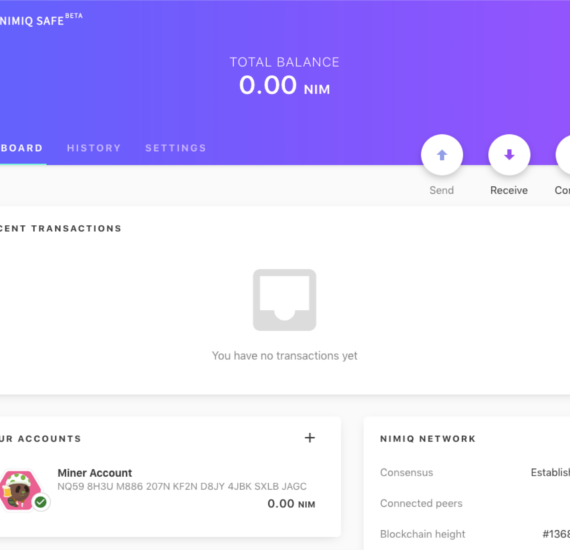 NIMIQ SAFE BETA
TOTAL BALANCE
0.00 NIM
BOARD HISTORY SETTINGS
Send Receive Con
CENT TRANSACTIONS
You have no transactions yet
UR ACCOUNTS +
Miner Account
NQ59 8H3U M886 207N KF2N D8JY 4JBK SXLB JAGC
0.00 NIM
NIMIQ NETWORK
Consensus Establish
Connected peers
Blockchain height #1368